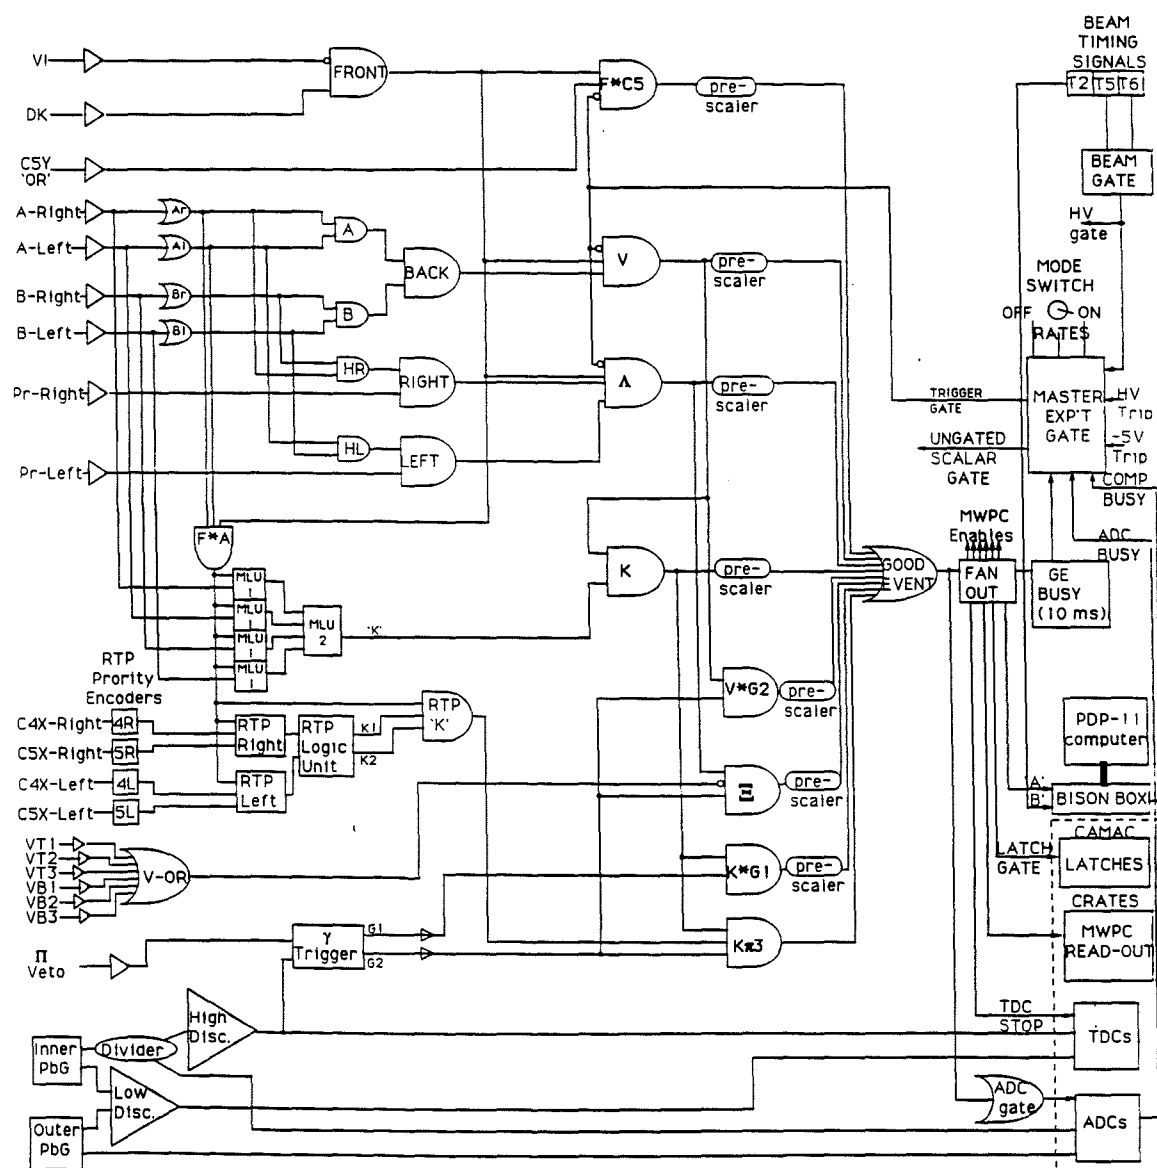 BEAM
TIMING
SIGNALS
T2 T5 T6
VI
FRONT
F*C5
pre-
scaler
DK
C5Y
'OR'
BEAM
GATE
HV
gate
A-Right
Ar
A
A-Left
Al
BACK
V
pre-
scaler
MODE
SWITCH
OFF ON
RATES
B-Right
Br
B
B-Left
Bl
HR
RIGHT
Λ
pre-
scaler
Pr-Right
TRIGGER
GATE
MASTER
EXP'T
GATE
HV
Trip
-5V
Trip
UNGATED
SCALAR
GATE
COMP
BUSY
HL
LEFT
Pr-Left
F*A
MWPC
Enables
ADC
BUSY
K
pre-
scaler
GOOD
EVENT
FAN
OUT
GE
BUSY
(10 ms)
MLU
1
MLU
1
MLU
1
MLU
1
MLU
2
'K'
RTP
Prority
Encoders
V*G2
pre-
scaler
RTP
'K'
C4X-Right
4R
C5X-Right
5R
RTP
Right
RTP
Logic
Unit
K1
K2
PDP-11
computer
C4X-Left
4L
C5X-Left
5L
RTP
Left
Ξ
pre-
scaler
A'
B'
BISON BOX
VT1
VT2
VT3
VB1
VB2
VB3
V-OR
CAMAC
LATCH
GATE
LATCHES
K*G1
pre-
scaler
CRATES
MWPC
READ-OUT
Π
Veto
γ
Trigger
G1
G2
Kπ3
High
Disc.
TDC
STOP
TDCs
Inner
PbG
Divider
Low
Disc.
ADC
gate
ADCs
Outer
PbG